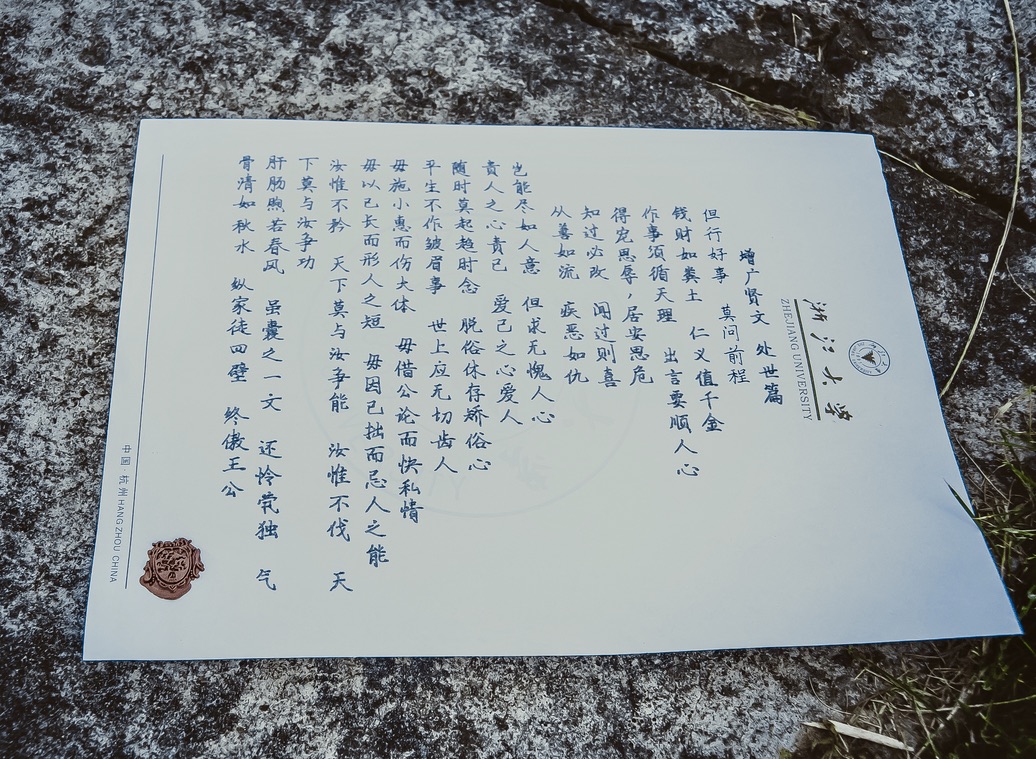 浙江大学
ZHEJIANG UNIVERSITY
增广贤文 处世篇
但行好事 莫问前程
钱财如粪土 仁义值千金
作事须循天理 出言要顺人心
得宠思辱,居安思危
知过必改 闻过则喜
从善如流 疾恶如仇
岂能尽如人意 但求无愧人心
责人之心责己 爱己之心爱人
随时莫起趋时念 脱俗休存矫俗心
平生不作皱眉事 世上应无切齿人
毋施小惠而伤大体 毋借公论而快私情
毋以己长而形人之短 毋因己拙而忌人之能
汝惟不矜 天下莫与汝争能 汝惟不伐 天
下莫与汝争功
肝肠煦若春风 虽囊乏一文 还怜茕独 气
骨清如秋水 纵家徒四壁 终傲王公
中国·杭州 HANGZHOU CHINA